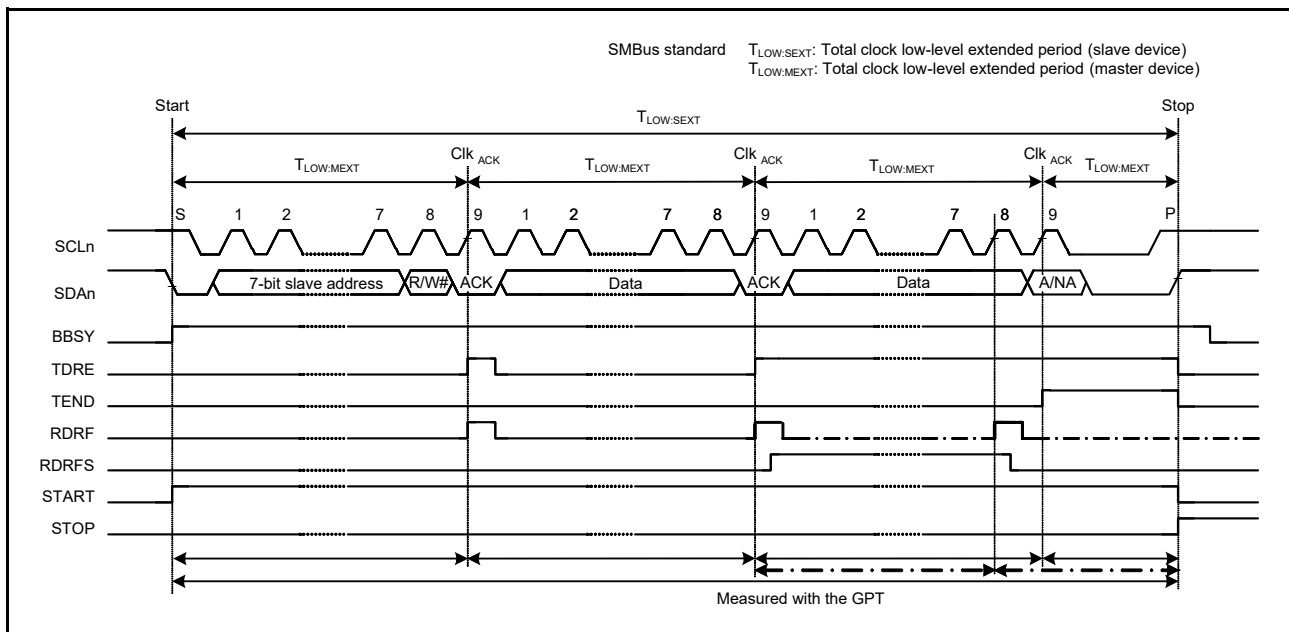 SMBus standard T_LOW:SEXT: Total clock low-level extended period (slave device)
T_LOW:MEXT: Total clock low-level extended period (master device)
Start Stop
T_LOW:SEXT
Clk ACK Clk ACK Clk ACK
T_LOW:MEXT T_LOW:MEXT T_LOW:MEXT T_LOW:MEXT
S 1 2 7 8 9 1 2 7 8 9 1 2 7 8 9 P
SCLn
SDAn 7-bit slave address R/W# ACK Data ACK Data A/NA
BBSY
TDRE
TEND
RDRF
RDRFS
START
STOP
Measured with the GPT